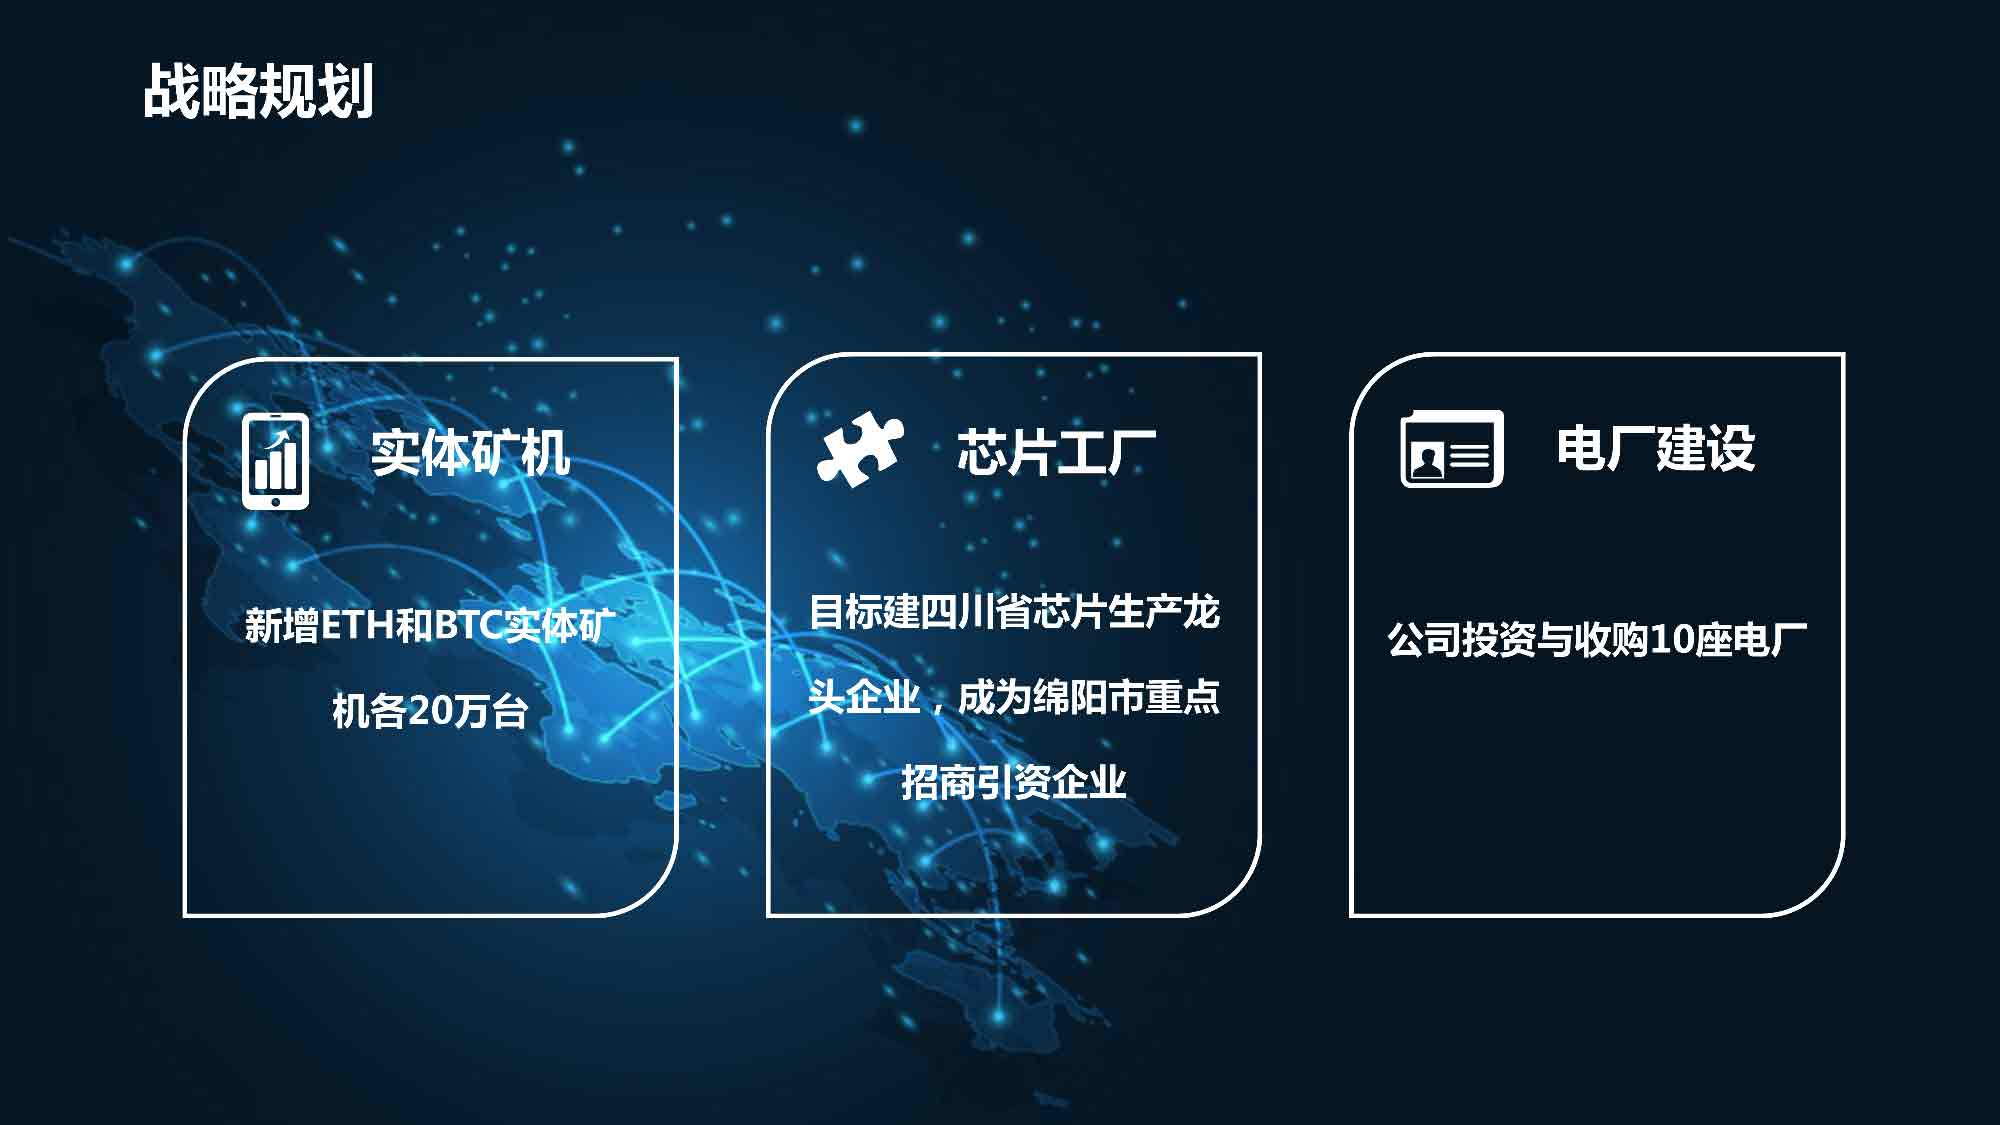 战略规划
实体矿机
新增ETH和BTC实体矿
机各20万台
芯片工厂
目标建四川省芯片生产龙
头企业，成为绵阳市重点
招商引资企业
电厂建设
公司投资与收购10座电厂